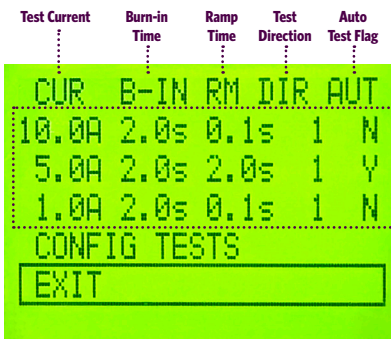 Test Current Burn-in Time Ramp Time Test Direction Auto Test Flag
CUR B-IN RM DIR AUT
10.0A 2.0s 0.1s 1 N
5.0A 2.0s 2.0s 1 Y
1.0A 2.0s 0.1s 1 N
CONFIG TESTS
EXIT